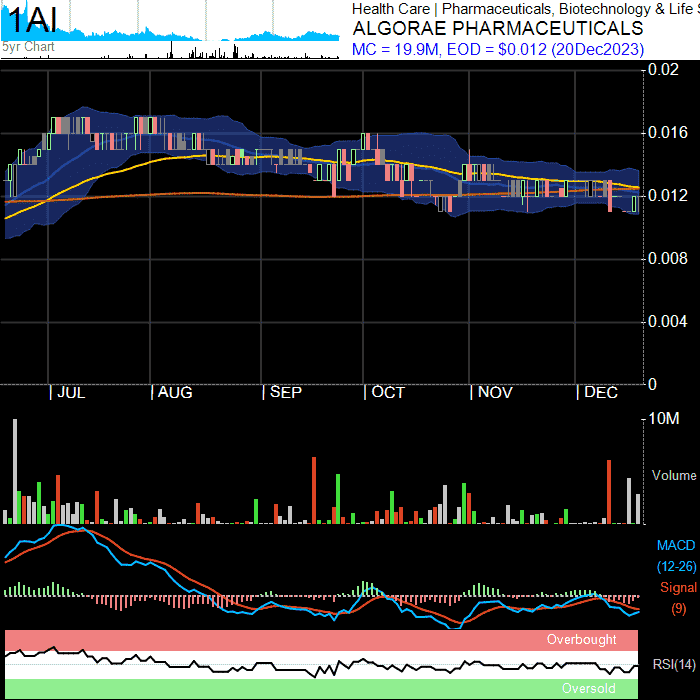 1AI
5yr Chart
Health Care | Pharmaceuticals, Biotechnology & Life S
ALGORAE PHARMACEUTICALS
MC = 19.9M, EOD = $0.012 (20Dec2023)
0.02
0.016
0.012
0.008
0.004
0
| JUL | AUG | SEP | OCT | NOV | DEC
10M
Volume
MACD
(12-26)
Signal
(9)
Overbought
RSI(14)
Oversold